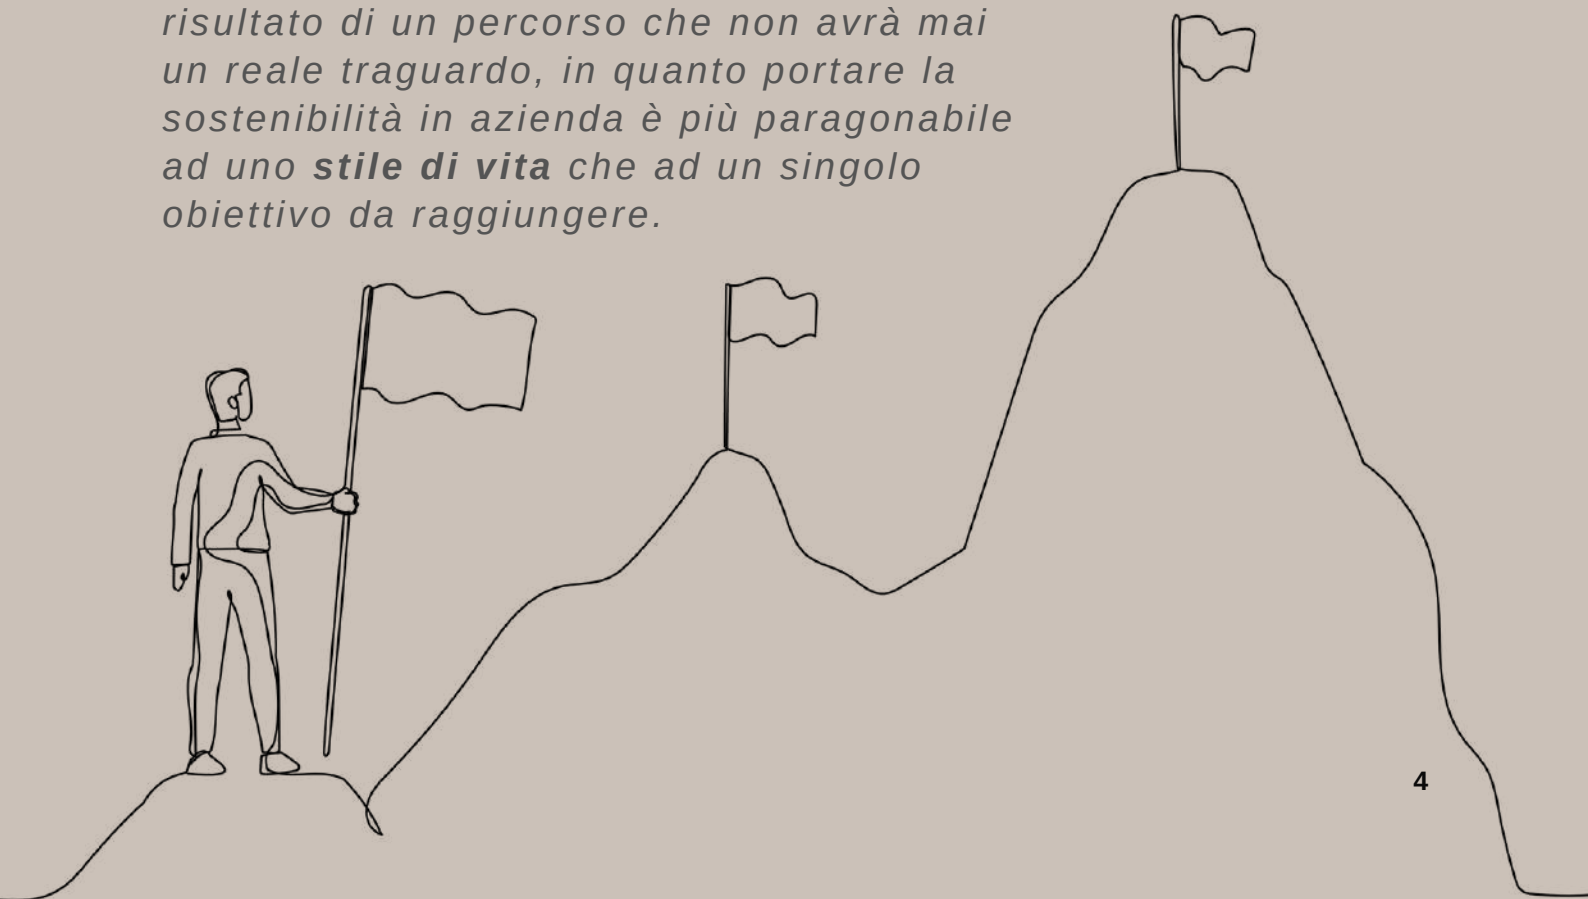 risultato di un percorso che non avrà mai
un reale traguardo, in quanto portare la
sostenibilità in azienda è più paragonabile
ad uno stile di vita che ad un singolo
obiettivo da raggiungere.
4